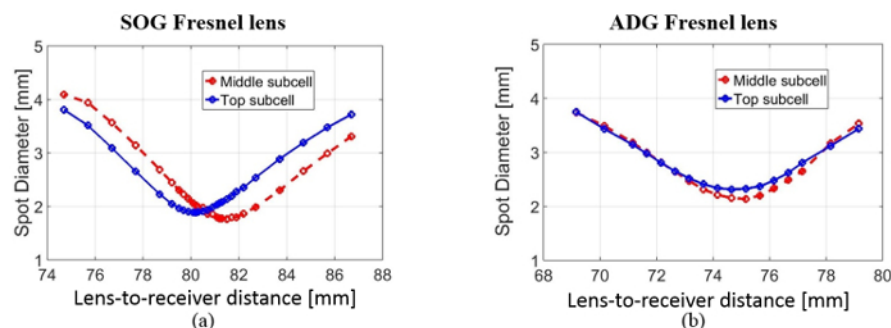 SOG Fresnel lens
5
4
3
2
1
Spot Diameter [mm]
Middle subcell
Top subcell
74 76 78 80 82 84 86 88
Lens-to-receiver distance [mm]
(a)
ADG Fresnel lens
5
4
3
2
1
Spot Diameter [mm]
Middle subcell
Top subcell
68 70 72 74 76 78 80
Lens-to-receiver distance [mm]
(b)